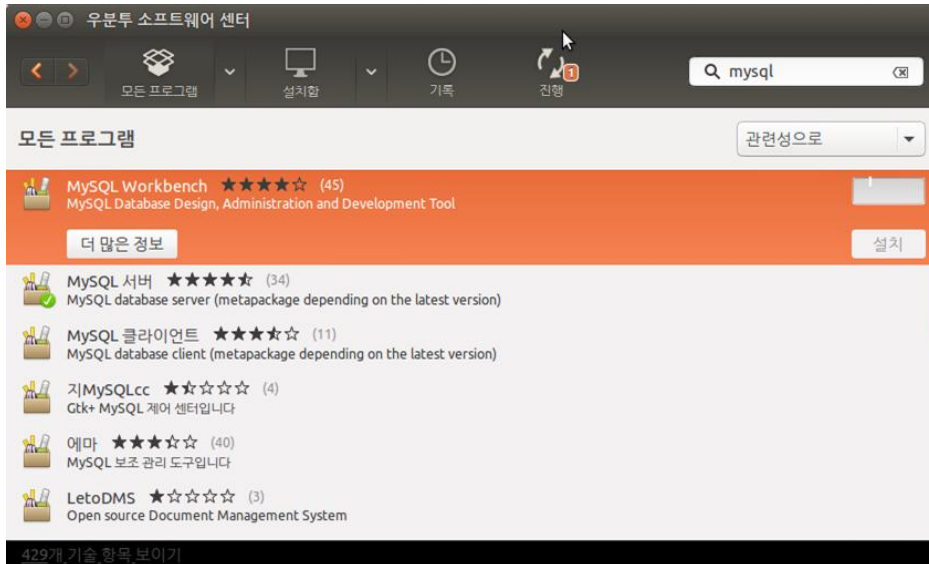 우분투 소프트웨어 센터
모든 프로그램 설치함 기록 진행 1 mysql
모든 프로그램 관련성으로
MySQL Workbench ★★★★☆ (45)
MySQL Database Design, Administration and Development Tool
더 많은 정보 설치
MySQL 서버 (34)
MySQL database server (metapackage depending on the latest version)
MySQL 클라이언트 (11)
MySQL database client (metapackage depending on the latest version)
지MySQLcc (4)
Gtk+ MySQL 제어 센터입니다
에마 (40)
MySQL 보조 관리 도구입니다
LetoDMS ★☆☆☆☆ (3)
Open source Document Management System
429개 기술 항목 보이기